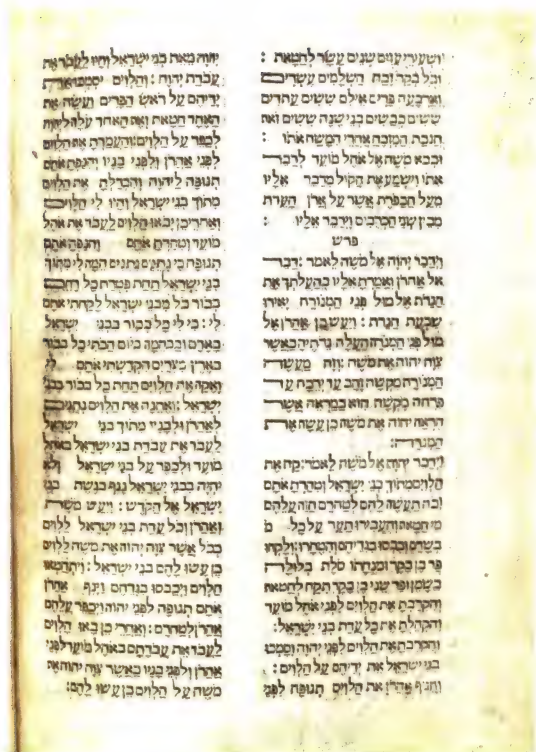 ושעירי עזים שנים עשר לחטאת :
וכל בקר זבח השלמים עשרים
וארבעה פרים אילם ששים עתדים
ששים כבשים בני שנה ששים זאת
חנכת המזבח אחרי המשח אתו :
ובבא משה אל אהל מועד לדבר
אתו וישמע את הקול מדבר אליו
מעל הכפרת אשר על ארן העדת
מבין שני הכרבים וידבר אליו :
פרש
וידבר יהוה אל משה לאמר : דבר
אל אהרן ואמרת אליו בהעלתך את
הנרת אל מול פני המנורה יאירו
שבעת הנרת : ויעש כן אהרן אל
מול פני המנורה העלה נרתיה כאשר
צוה יהוה את משה : וזה מעשה
המנורה מקשה זהב עד ירכה עד
פרחה מקשה הוא כמראה אשר
הראה יהוה את משה כן עשה את
המנורה :
וידבר יהוה אל משה לאמר : קח את
הלוים מתוך בני ישראל וטהרת אתם
וכה תעשה להם לטהרם הזה עליהם
מי חטאת והעבירו תער על כל
בשרם וכבסו בגדיהם והטהרו : ולקחו
פר בן בקר ומנחתו סלת בלולה
בשמן ופר שני בן בקר תקח לחטאת
והקרבת את הלוים לפני אהל מועד
והקהלת את כל עדת בני ישראל :
והקרבת את הלוים לפני יהוה וסמכו
בני ישראל את ידיהם על הלוים :
והניף אהרן את הלוים תנופה לפני
יהוה מאת בני ישראל והיו לעבד את
עבדת יהוה : והלוים יסמכו את
ידיהם על ראש הפרים ועשה את
האחד חטאת ואת האחד עלה ליהוה
לכפר על הלוים : והעמדת את הלוים
לפני אהרן ולפני בניו והנפת אתם
תנופה ליהוה והבדלת את הלוים
מתוך בני ישראל והיו לי הלוים
ואחרי כן יבאו הלוים לעבד את אהל
מועד וטהרת אתם והנפת אתם
תנופה כי נתנים נתנים המה לי מתוך
בני ישראל תחת פטרת כל רחם
בכור כל מבני ישראל לקחתי אתם
לי : כי לי כל בכור בבני ישראל
באדם ובבהמה ביום הכתי כל בכור
בארץ מצרים הקדשתי אתם לי
ואקח את הלוים תחת כל בכור בבני
ישראל : ואתנה את הלוים נתנים
לאהרן ולבניו מתוך בני ישראל
לעבד את עבדת בני ישראל באהל
מועד ולכפר על בני ישראל ולא
יהיה בבני ישראל נגף בגשת בני
ישראל אל הקדש : ויעש משה
ואהרן וכל עדת בני ישראל ללוים
ככל אשר צוה יהוה את משה ללוים
כן עשו להם בני ישראל : ויתחטאו
הלוים ויכבסו בגדיהם וינף אהרן
אתם תנופה לפני יהוה ויכפר עליהם
אהרן לטהרם : ואחרי כן באו הלוים
לעבד את עבדתם באהל מועד לפני
אהרן ולפני בניו כאשר צוה יהוה את
משה על הלוים כן עשו להם :